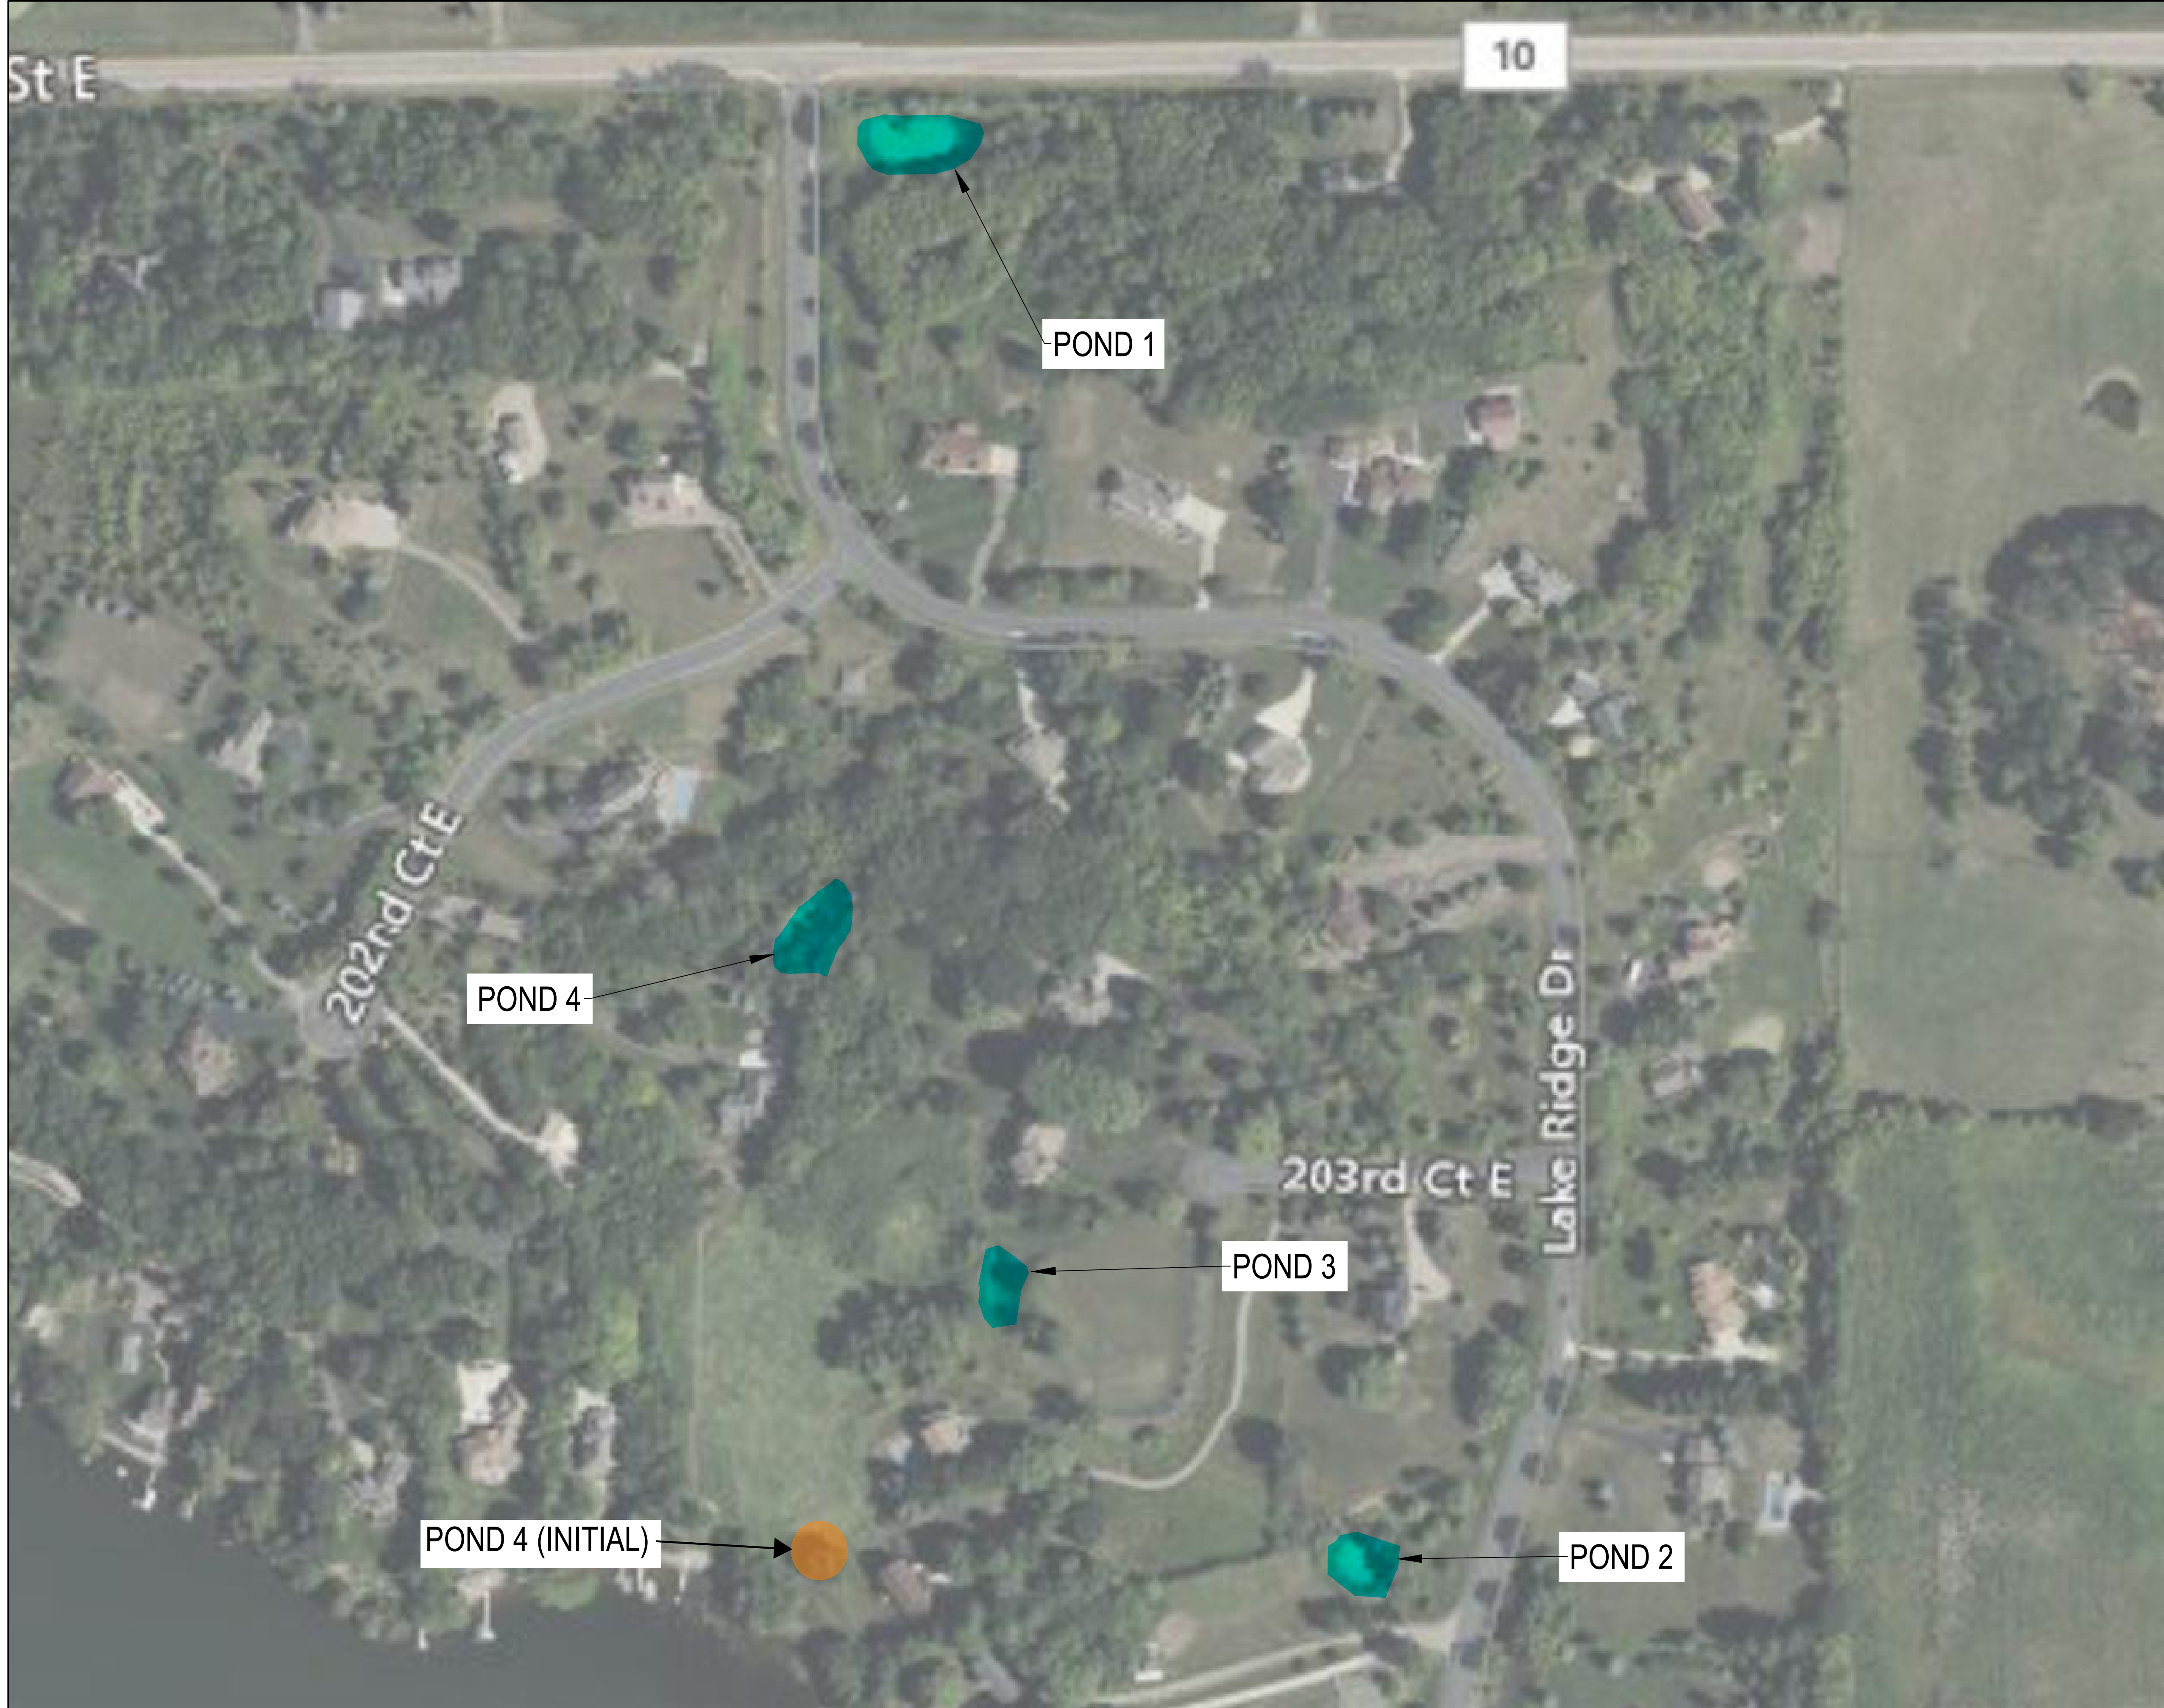 St E
10
POND 1
202nd Ct E
POND 4
Lake Ridge Dr
203rd Ct E
POND 3
POND 4 (INITIAL)
POND 2